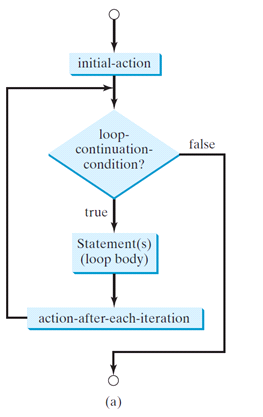 initial-action
loop-
continuation-
condition?
false
true
Statement(s)
(loop body)
action-after-each-iteration
(a)